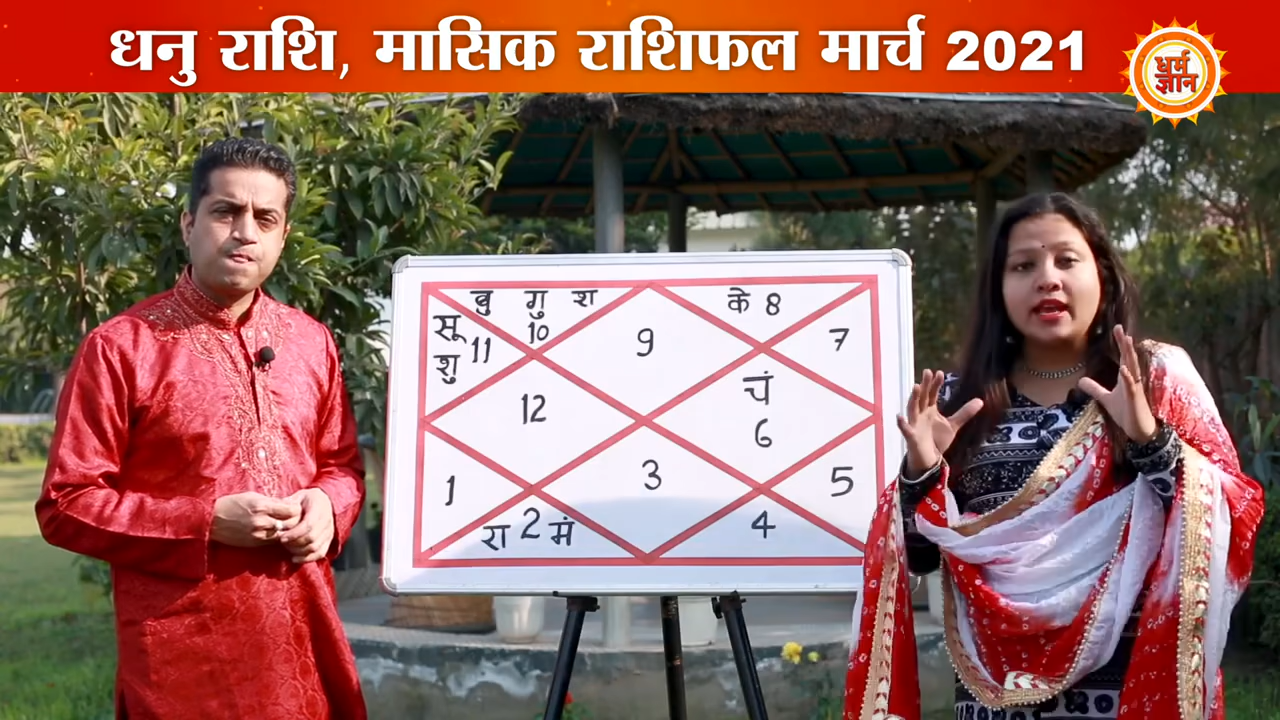 धनु राशि, मासिक राशिफल मार्च 2021
धर्म
ज्ञान
बु गु श
के 8
सू
10
9
7
11
शु
12
चं
6
1
3
5
रा 2 मं
4